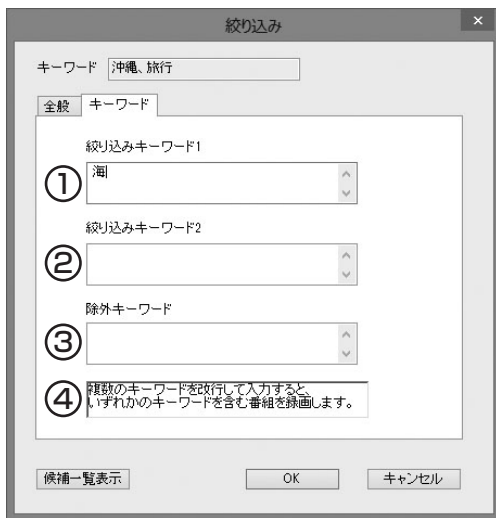 絞り込み
×
キーワード 沖縄、旅行
全般 キーワード
絞り込みキーワード1
① 海
絞り込みキーワード2
②
除外キーワード
③
④ 複数のキーワードを改行して入力すると、
いずれかのキーワードを含む番組を録画します。
候補一覧表示 OK キャンセル